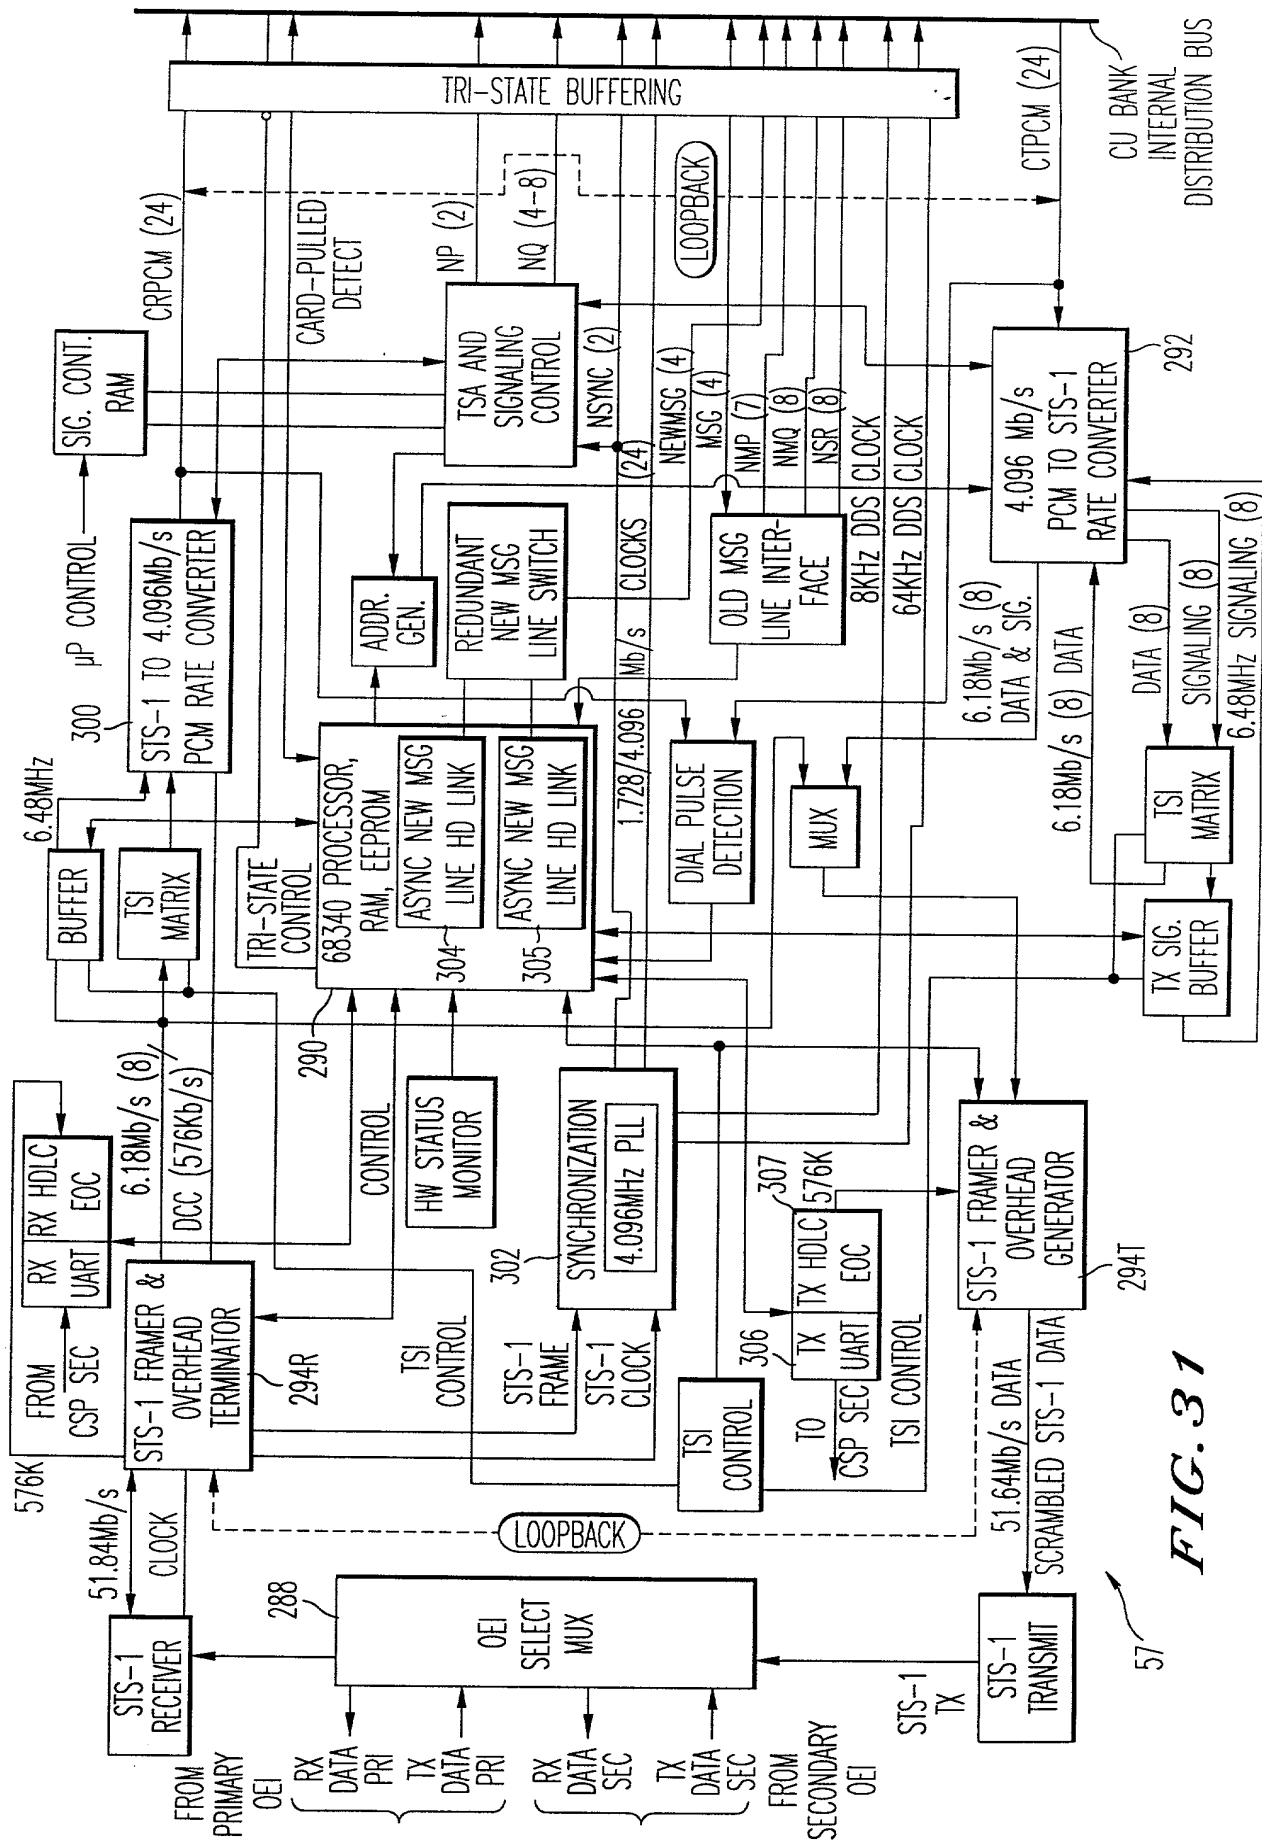 FROM
PRIMARY
OEI
RX
DATA
PRI
TX
DATA
PRI
RX
DATA
SEC
TX
DATA
SEC
FROM
SECONDARY
OEI
STS-1
RECEIVER
288
OEI
SELECT
MUX
STS-1
TX
STS-1
TRANSMIT
57
51.84Mb/s
CLOCK
LOOPBACK
51.64Mb/s DATA
SCRAMBLED STS-1 DATA
576K
FROM
CSP SEC
RX
UART
RX HDLC
EOC
STS-1 FRAMER &
OVERHEAD
TERMINATOR
294R
6.18Mb/s (8)
DCC (576Kb/s)
CONTROL
TSI
CONTROL
STS-1
FRAME
STS-1
CLOCK
TSI
CONTROL
HW STATUS
MONITOR
302
SYNCHRONIZATION
4.096MHz PLL
306
307
TX
UART
TX HDLC
EOC
576K
TO
CSP SEC
TSI CONTROL
STS-1 FRAMER &
OVERHEAD
GENERATOR
294T
BUFFER
6.48MHz
TSI
MATRIX
TRI-STATE
CONTROL
290
68340 PROCESSOR,
RAM, EEPROM
ASYNC NEW MSG
LINE HD LINK
304
ASYNC NEW MSG
LINE HD LINK
305
DIAL PULSE
DETECTION
MUX
TX SIG.
BUFFER
TSI
MATRIX
300
STS-1 TO 4.096Mb/s
PCM RATE CONVERTER
µP CONTROL
SIG. CONT.
RAM
ADDR.
GEN.
REDUNDANT
NEW MSG
LINE SWITCH
1.728/4.096 Mb/s CLOCKS (24)
OLD MSG
LINE INTER-
FACE
6.18Mb/s (8)
DATA & SIG.
6.18Mb/s (8) DATA
DATA (8)
SIGNALING (8)
6.48MHz SIGNALING (8)
4.096 Mb/s
PCM TO STS-1
RATE CONVERTER
292
CRPCM (24)
CARD-PULLED
DETECT
TSA AND
SIGNALING
CONTROL
NP (2)
NQ (4-8)
NSYNC (2)
NEWMSG (4)
MSG (4)
NMP (7)
NMQ (8)
NSR (8)
8KHz DDS CLOCK
64KHz DDS CLOCK
LOOPBACK
TRI-STATE BUFFERING
CTPCM (24)
CU BANK
INTERNAL
DISTRIBUTION BUS
FIG. 31